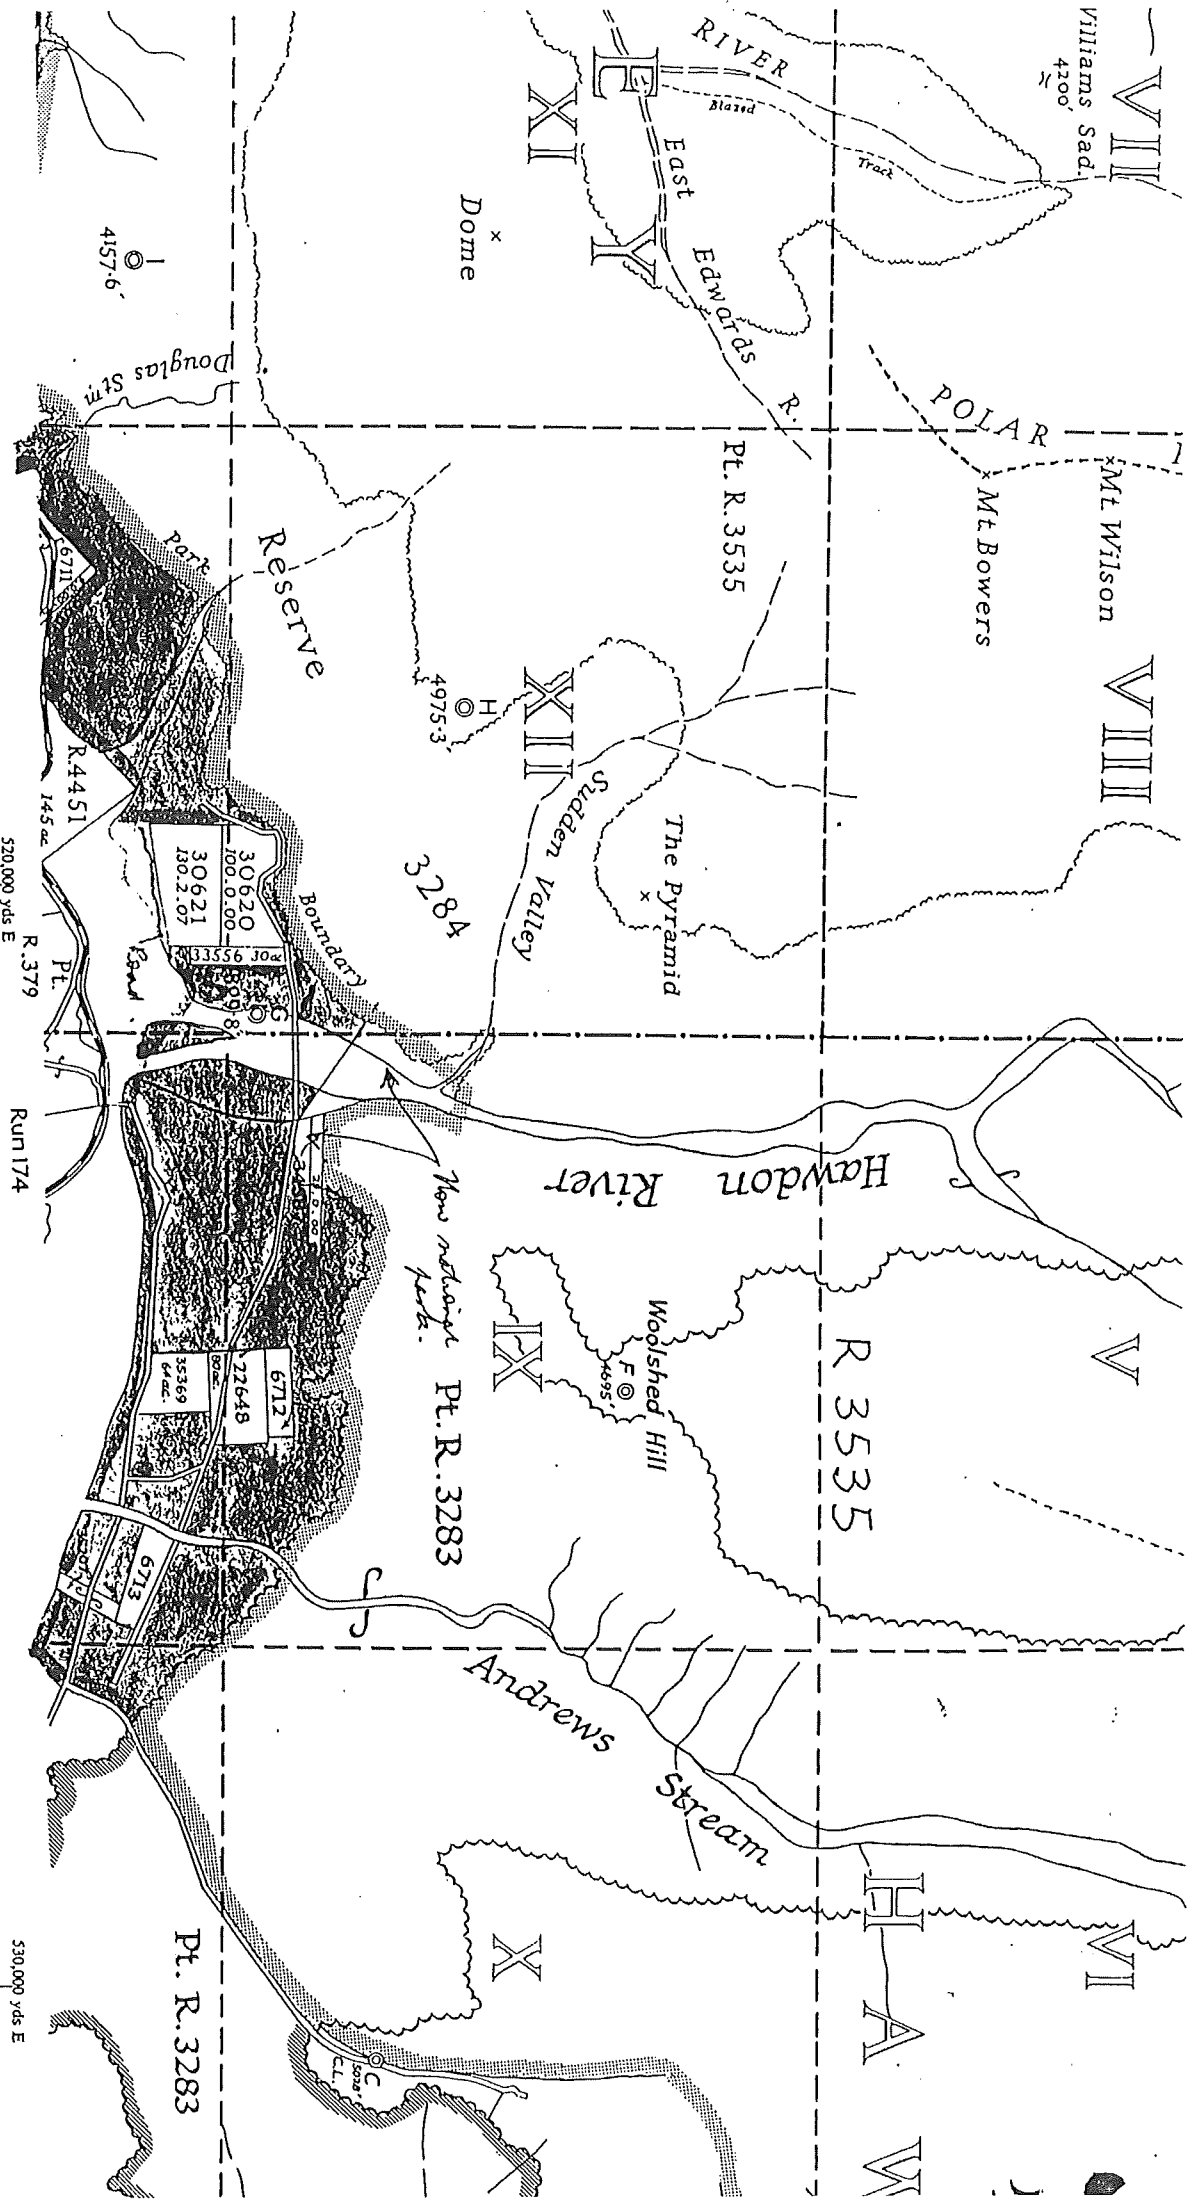 VII
Williams Sad.
4200'
RIVER
Blazed
Track
E
XI
East
Edwards
R.
Y
Dome
I
4157·6'
Douglas Stm
POLAR
Mt Wilson
Mt Bowers
Pt. R.3535
VIII
Reserve
Park
6711
H
4975·3'
XII
Sudden Valley
The Pyramid
3284
R.4451
145ac
30620
100.0.00
30621
130.2.07
33556 30ac
Boundary
G
Road
Pt.
R.379
520,000 yds E
Run 174
Hawdon
River
Now national
park.
Pt. R.3283
V
R 3535
IX
Woolshed Hill
F
4695'
6712
22648
80ac.
35369
64ac.
6713
Andrews
Stream
VI
H A W
X
C
5028'
C.L.
Pt. R.3283
530,000 yds E